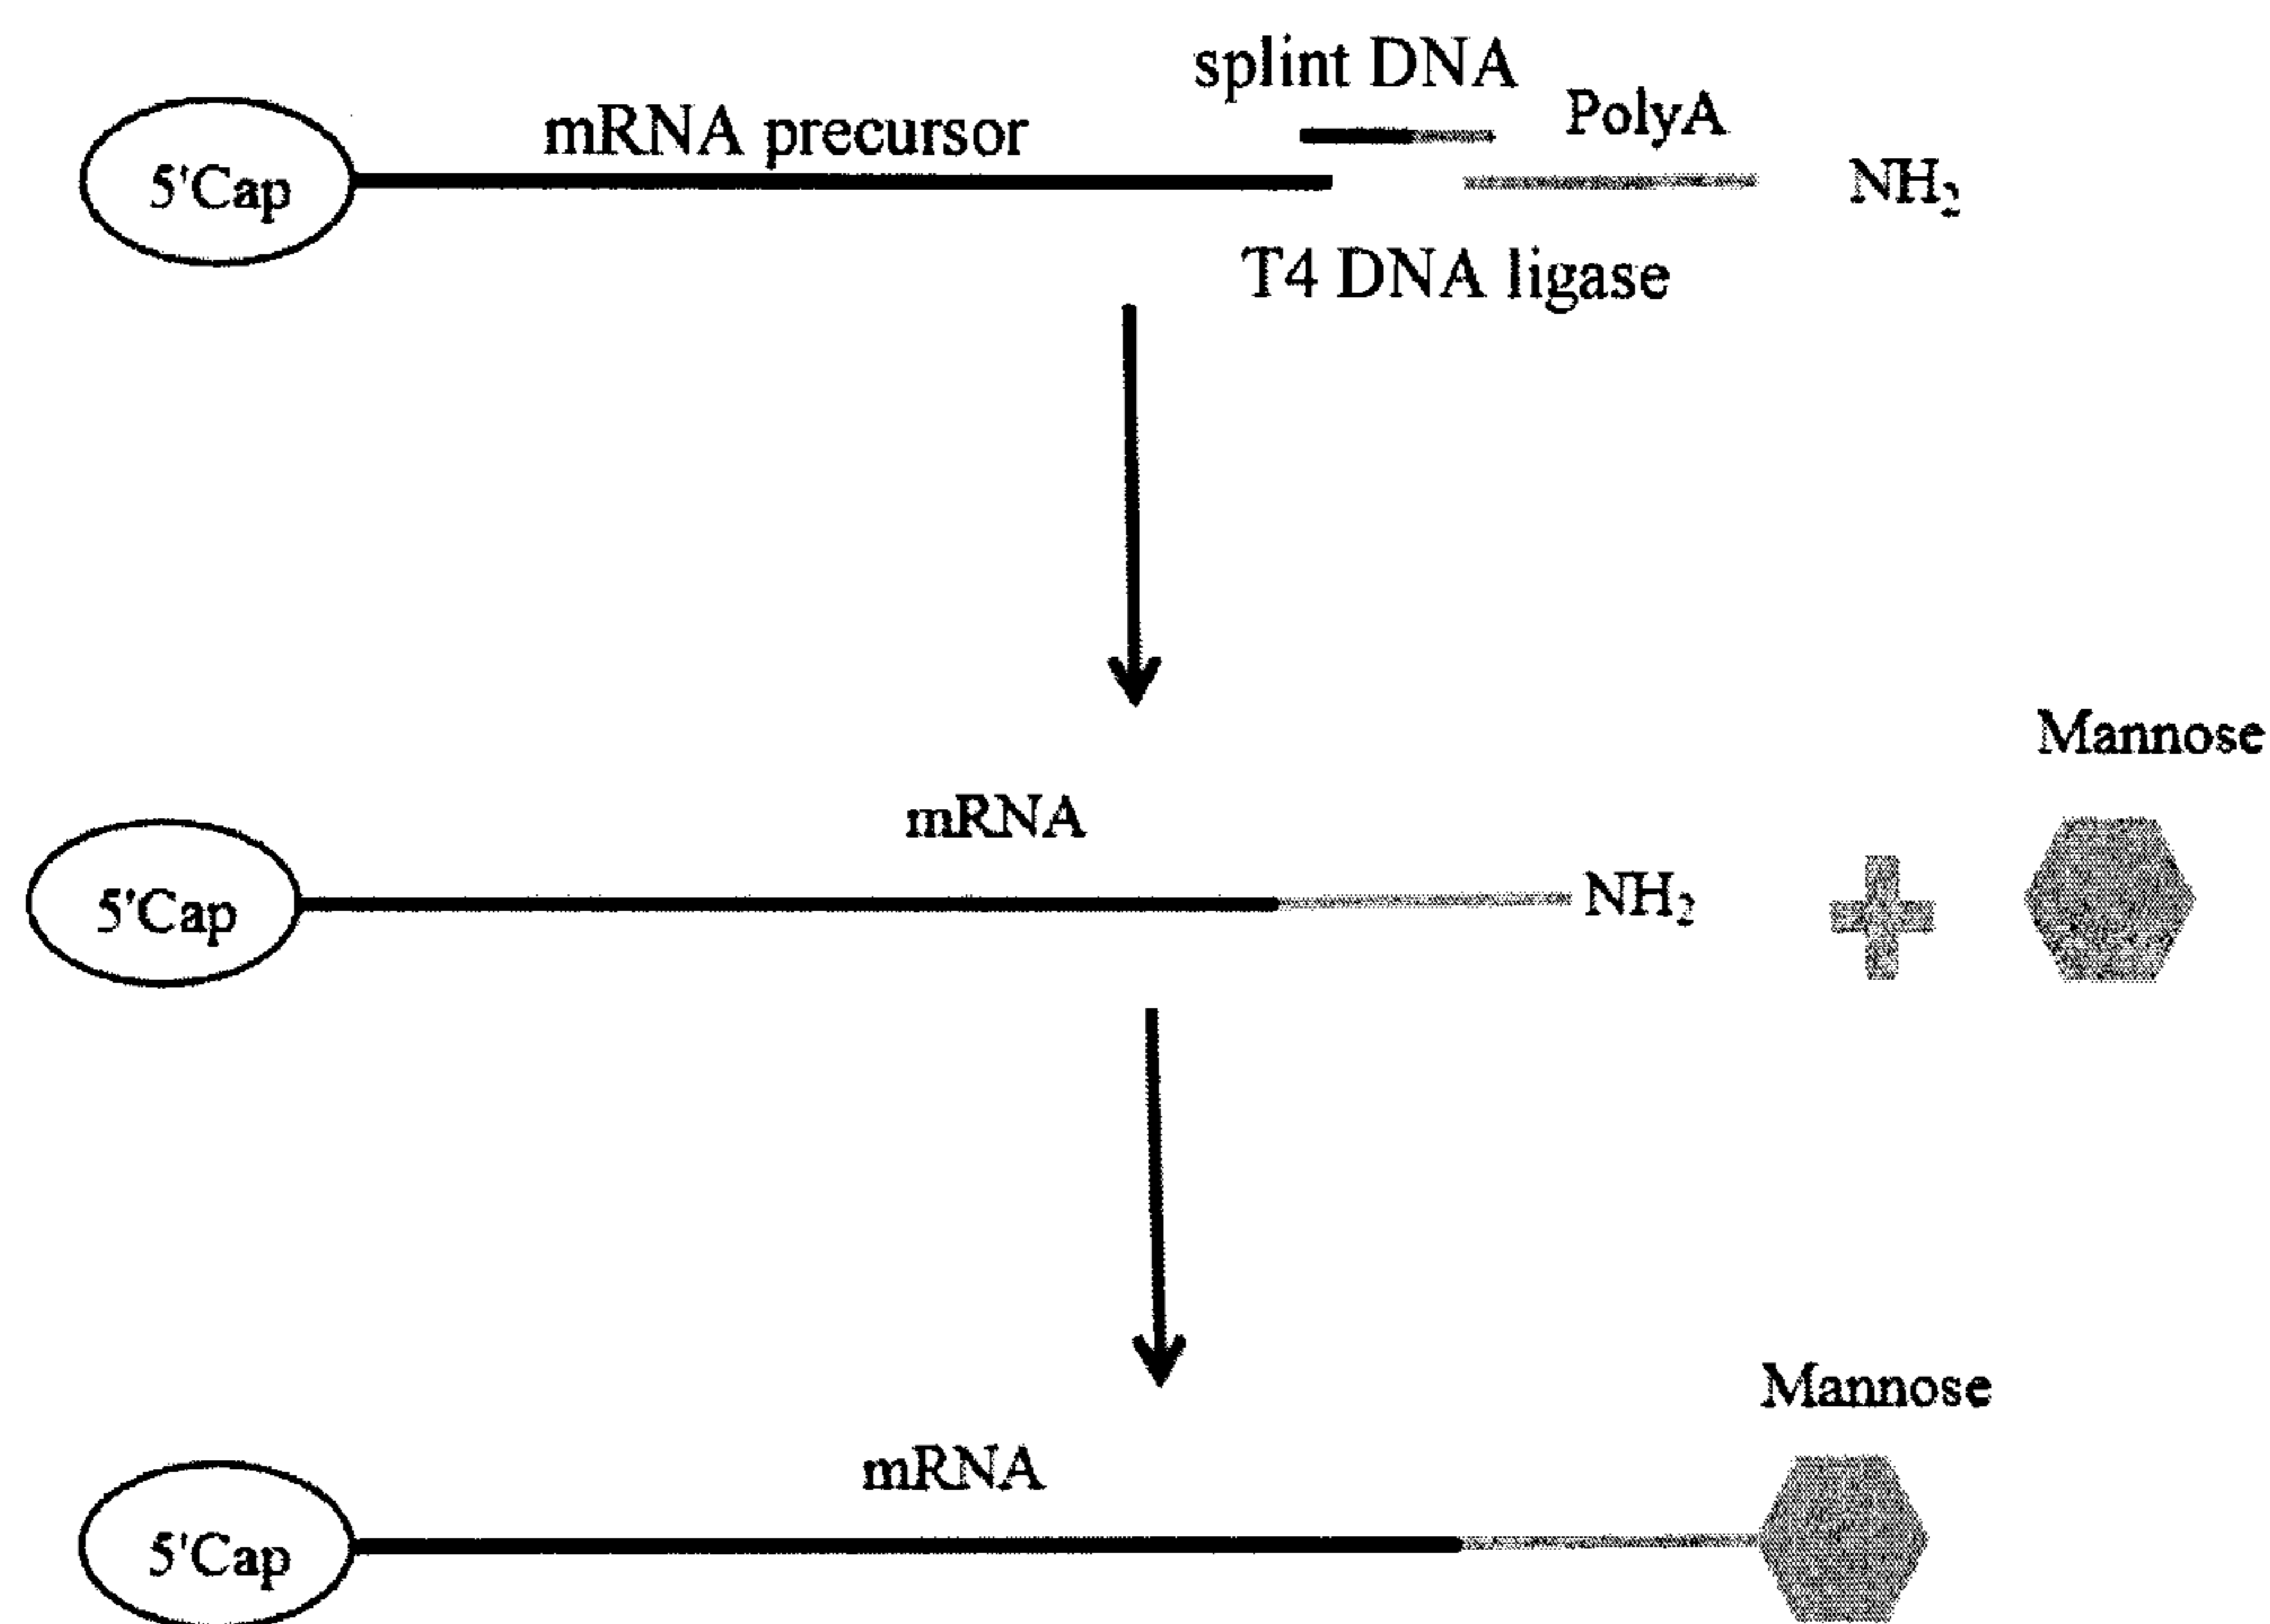 splint DNA
mRNA precursor
PolyA
5'Cap
NH₂
T4 DNA ligase
Mannose
mRNA
5'Cap
NH₂
Mannose
mRNA
5'Cap